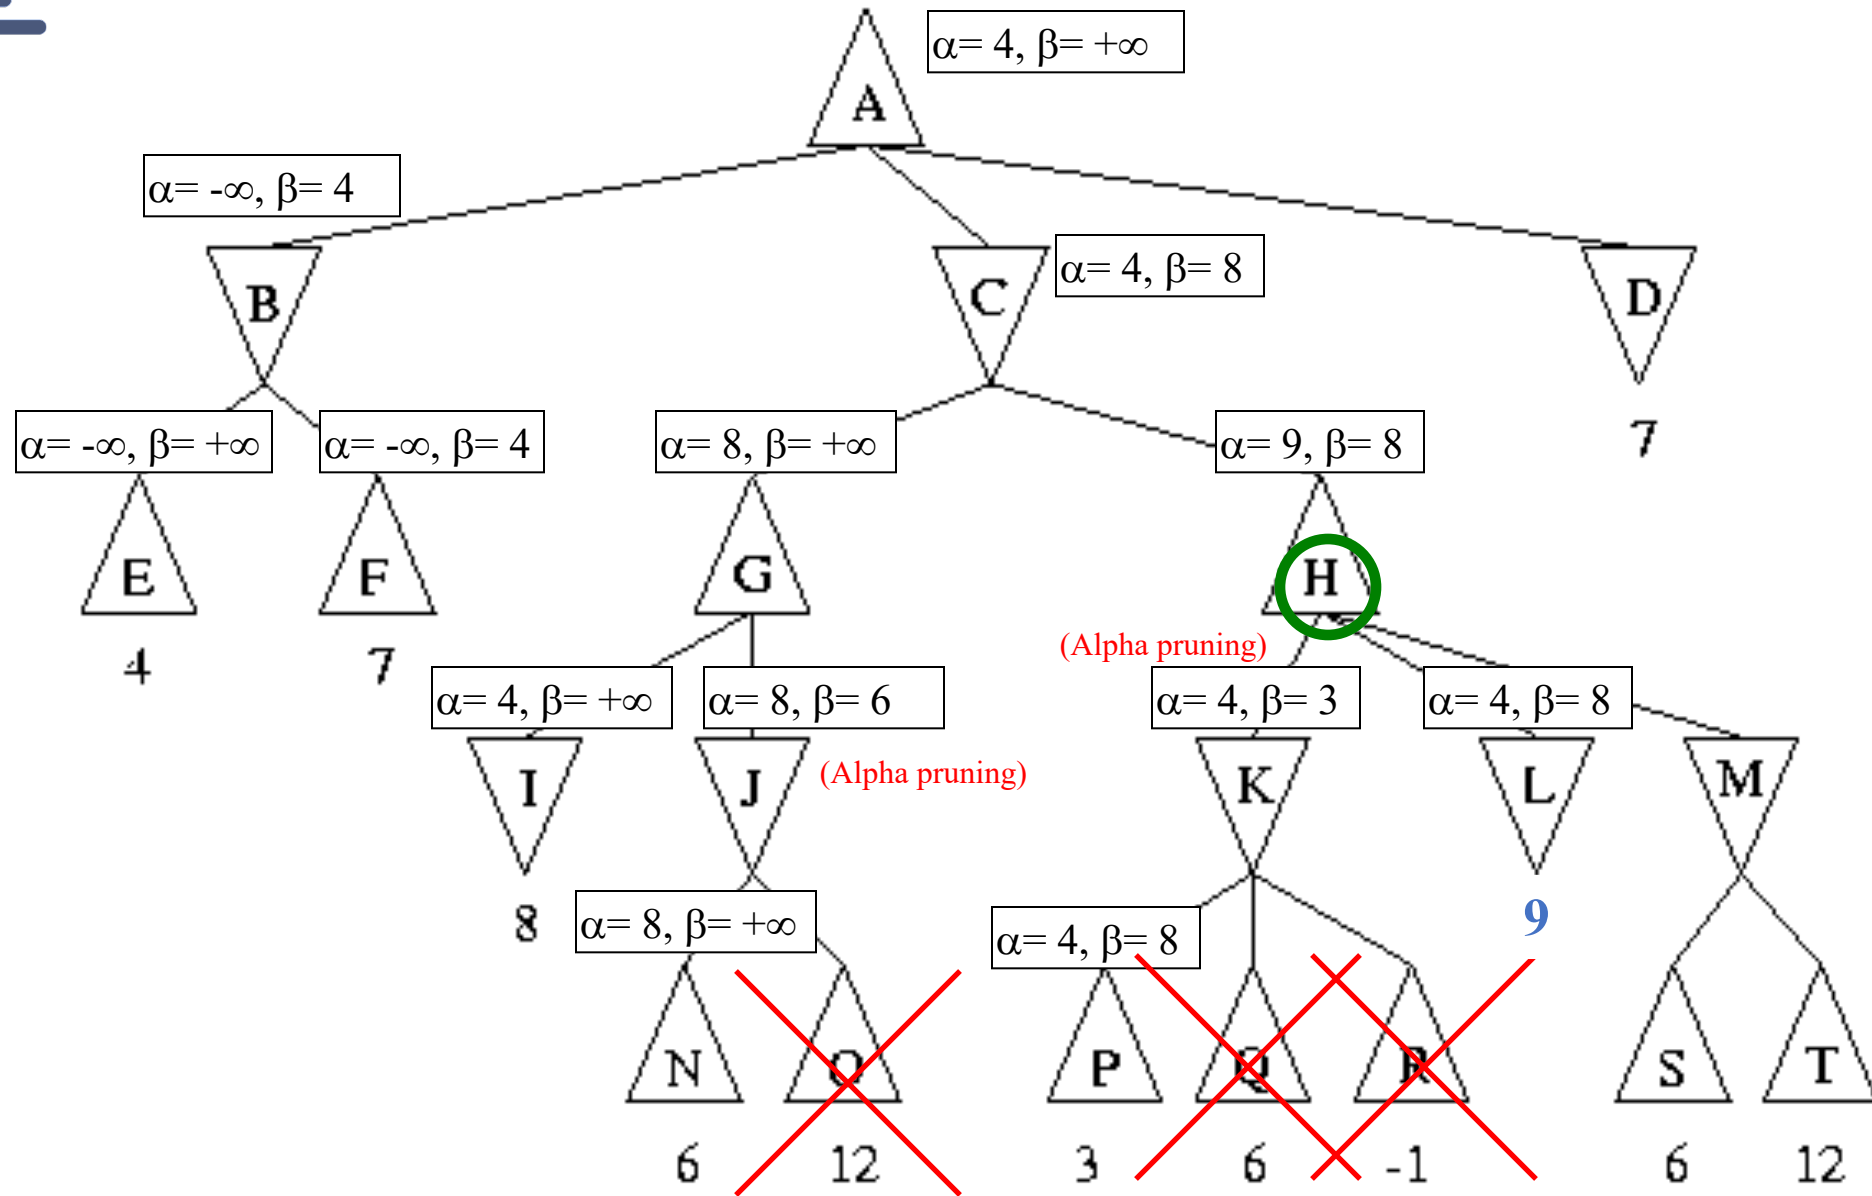 α= 4, β= +∞
A
α= -∞, β= 4
B
C
α= 4, β= 8
D
α= -∞, β= +∞
α= -∞, β= 4
α= 8, β= +∞
α= 9, β= 8
7
E
F
G
H
4
7
(Alpha pruning)
α= 4, β= +∞
α= 8, β= 6
α= 4, β= 3
α= 4, β= 8
I
J
(Alpha pruning)
K
L
M
8
α= 8, β= +∞
α= 4, β= 8
9
N
O
P
Q
R
S
T
6
12
3
6
-1
6
12